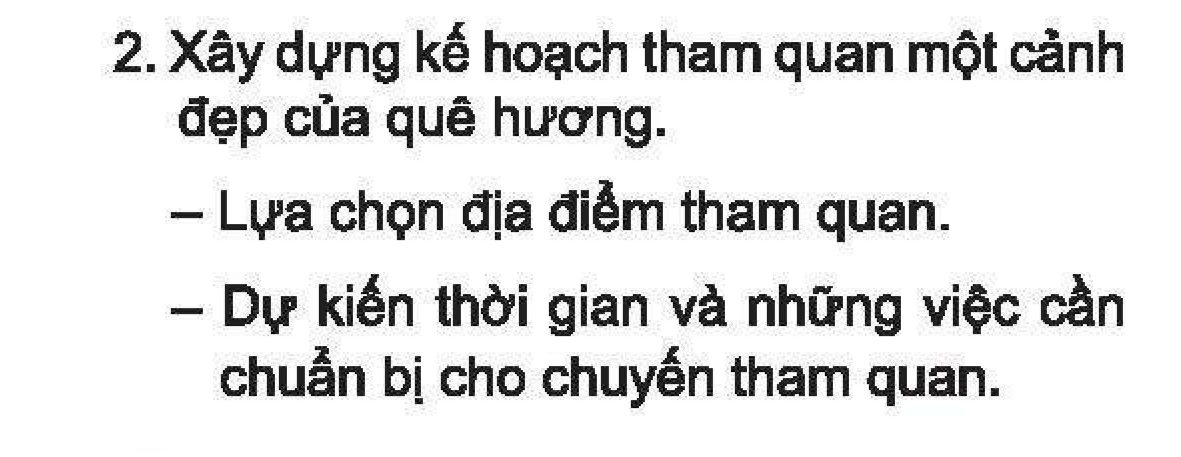 2. Xây dựng kế hoạch tham quan một cảnh
đẹp của quê hương.
– Lựa chọn địa điểm tham quan.
– Dự kiến thời gian và những việc cần
chuẩn bị cho chuyến tham quan.